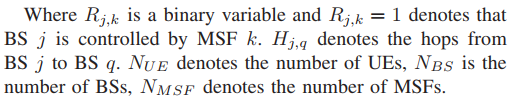 Where R_{j,k} is a binary variable and R_{j,k} = 1 denotes that
BS j is controlled by MSF k. H_{j,q} denotes the hops from
BS j to BS q. N_{UE} denotes the number of UEs, N_{BS} is the
number of BSs, N_{MSF} denotes the number of MSFs.